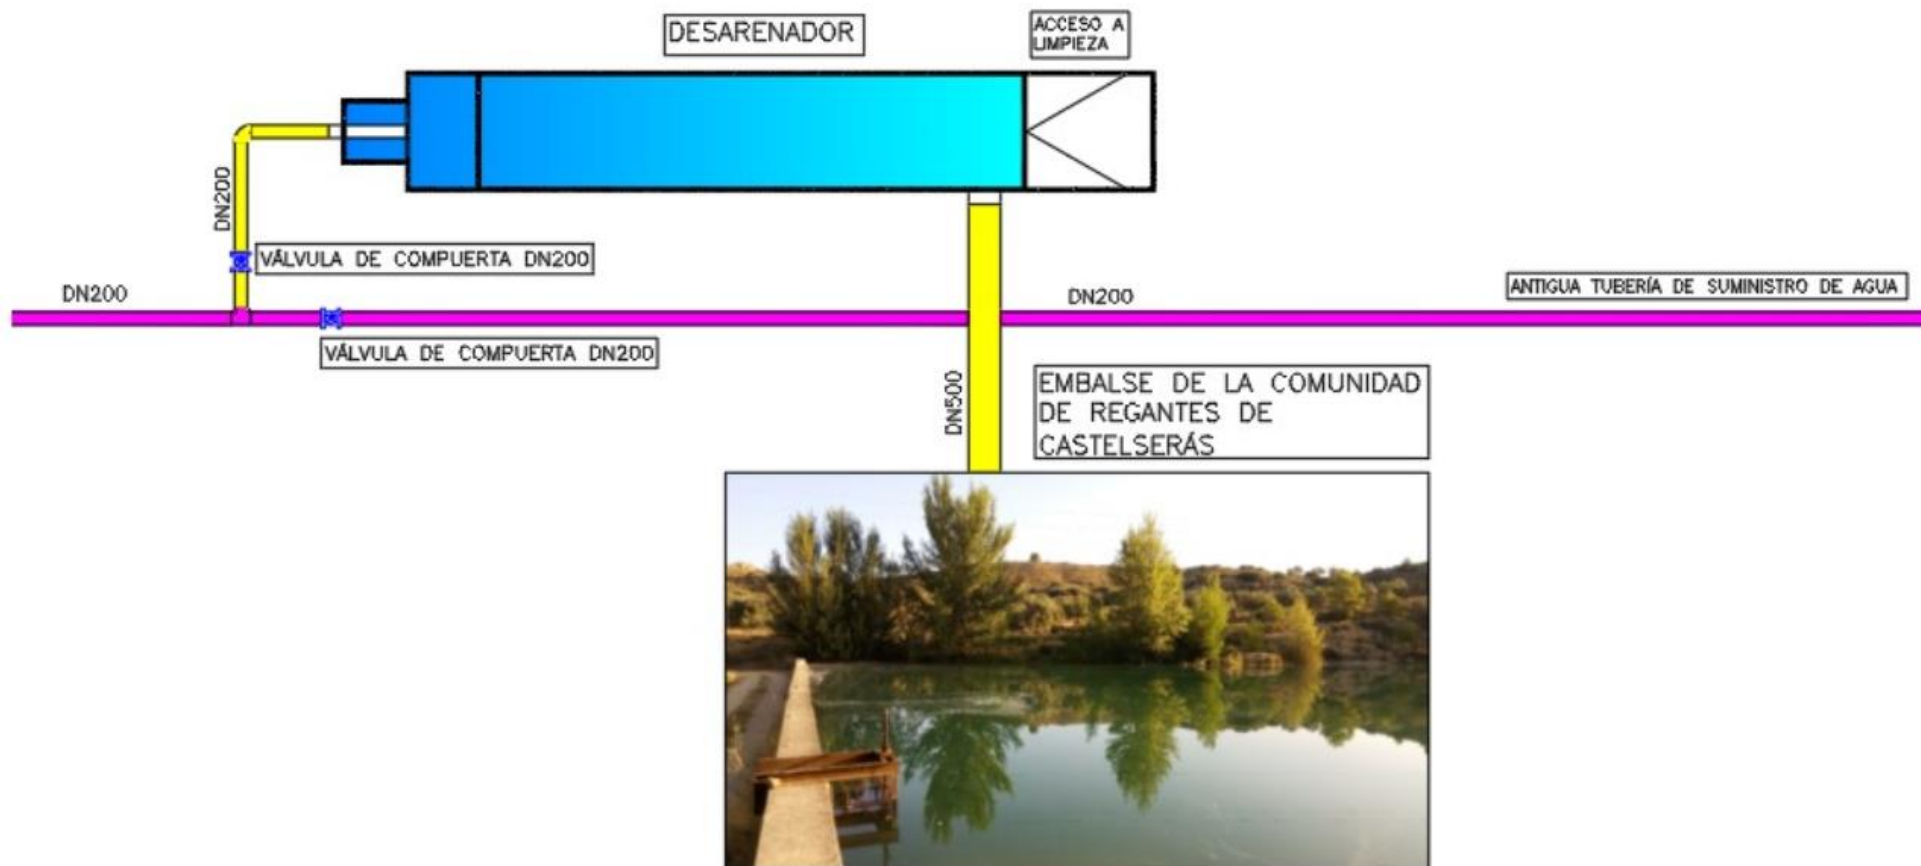 DESARENADOR
ACCESO A
LIMPIEZA
DN200
VÁLVULA DE COMPUERTA DN200
DN200
DN200
ANTIGUA TUBERÍA DE SUMINISTRO DE AGUA
VÁLVULA DE COMPUERTA DN200
DN500
EMBALSE DE LA COMUNIDAD
DE REGANTES DE
CASTELSERÁS